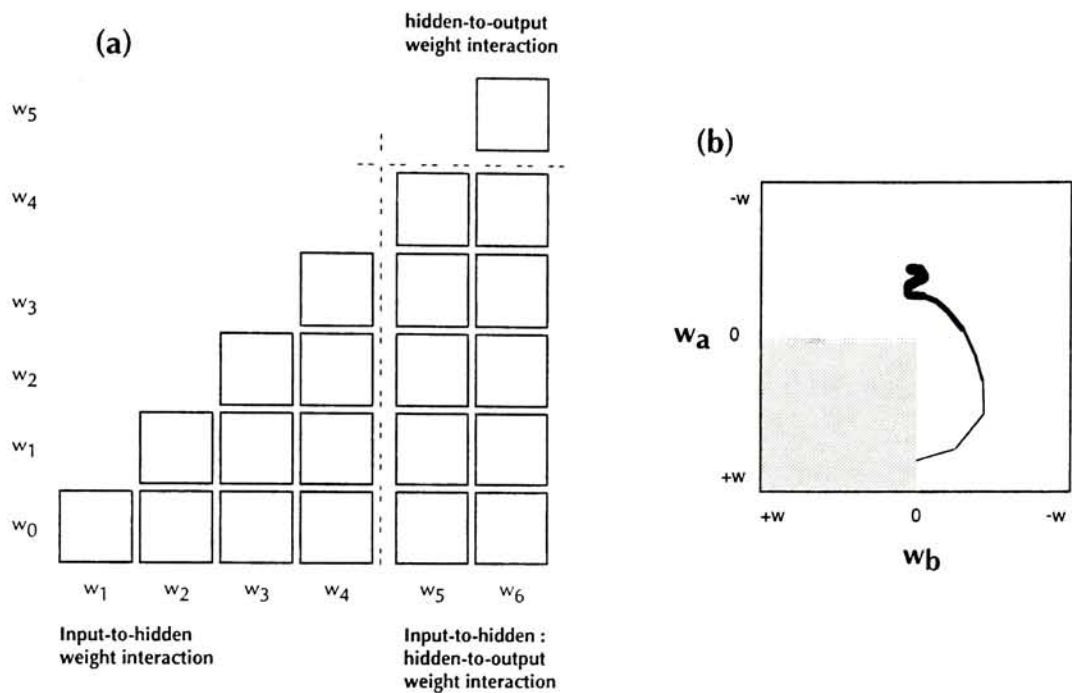 hidden-to-output
weight interaction
(a)
w5
w4
w3
w2
w1
w0
w1 w2 w3 w4 w5 w6
Input-to-hidden
weight interaction
Input-to-hidden :
hidden-to-output
weight interaction
(b)
-w
wa 0
+w
+w 0 -w
wb